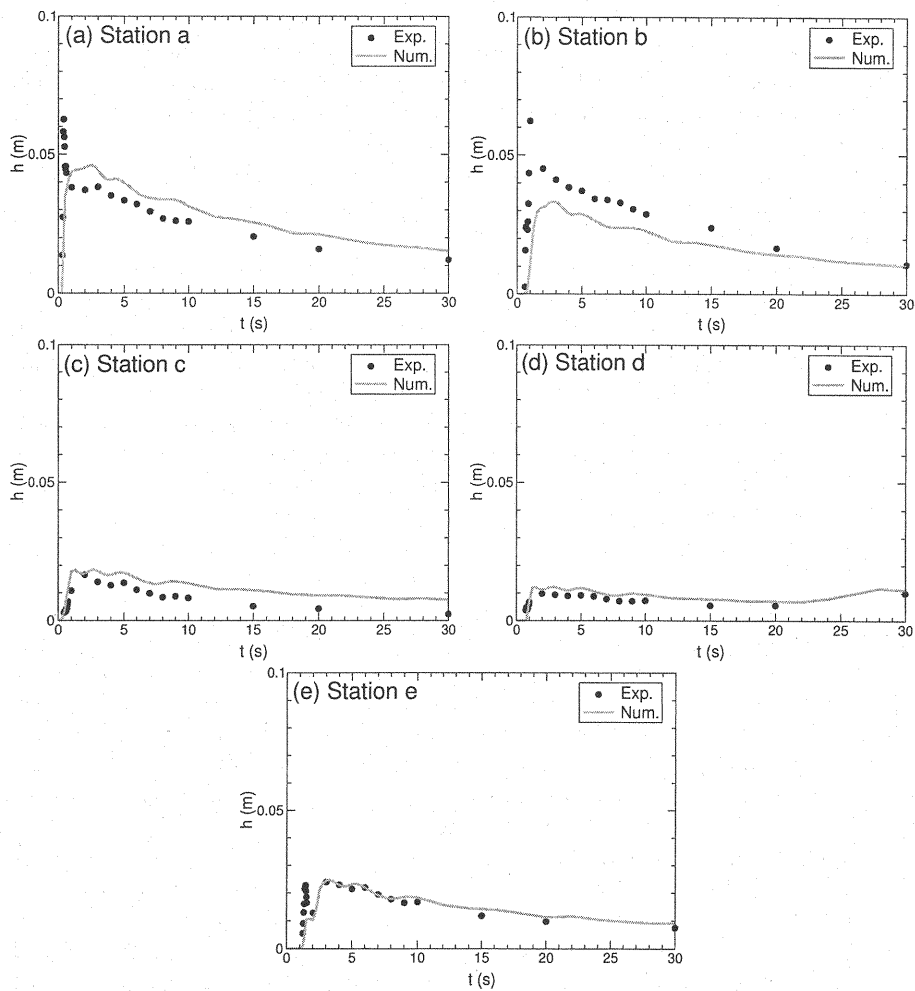 (a) Station a
Exp.
Num.
0.1
0.05
0
h (m)
0 5 10 15 20 25 30
t (s)
(b) Station b
Exp.
Num.
0.1
0.05
0
h (m)
0 5 10 15 20 25 30
t (s)
(c) Station c
Exp.
Num.
0.1
0.05
0
h (m)
0 5 10 15 20 25 30
t (s)
(d) Station d
Exp.
Num.
0.1
0.05
0
h (m)
0 5 10 15 20 25 30
t (s)
(e) Station e
Exp.
Num.
0.1
0.05
0
h (m)
0 5 10 15 20 25 30
t (s)